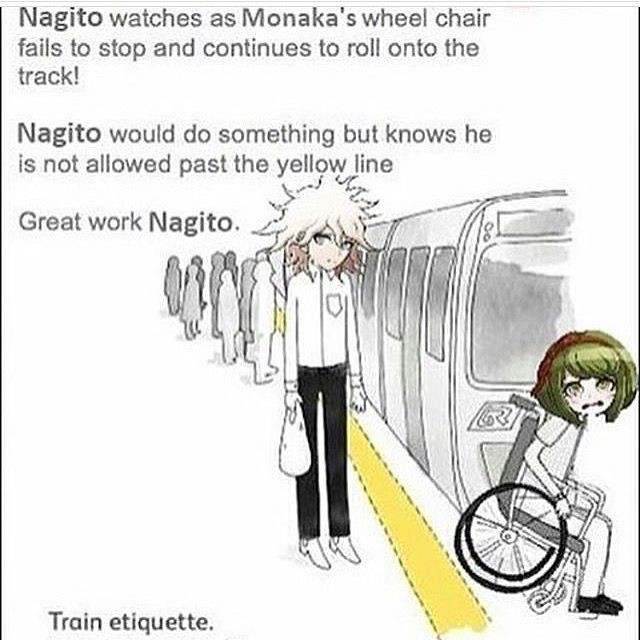 Nagito watches as Monaka's wheel chair
fails to stop and continues to roll onto the
track!
Nagito would do something but knows he
is not allowed past the yellow line
Great work Nagito.
Train etiquette.